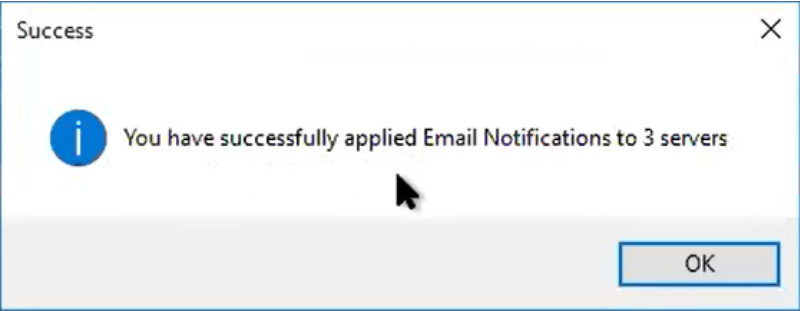 Success
You have successfully applied Email Notifications to 3 servers
OK